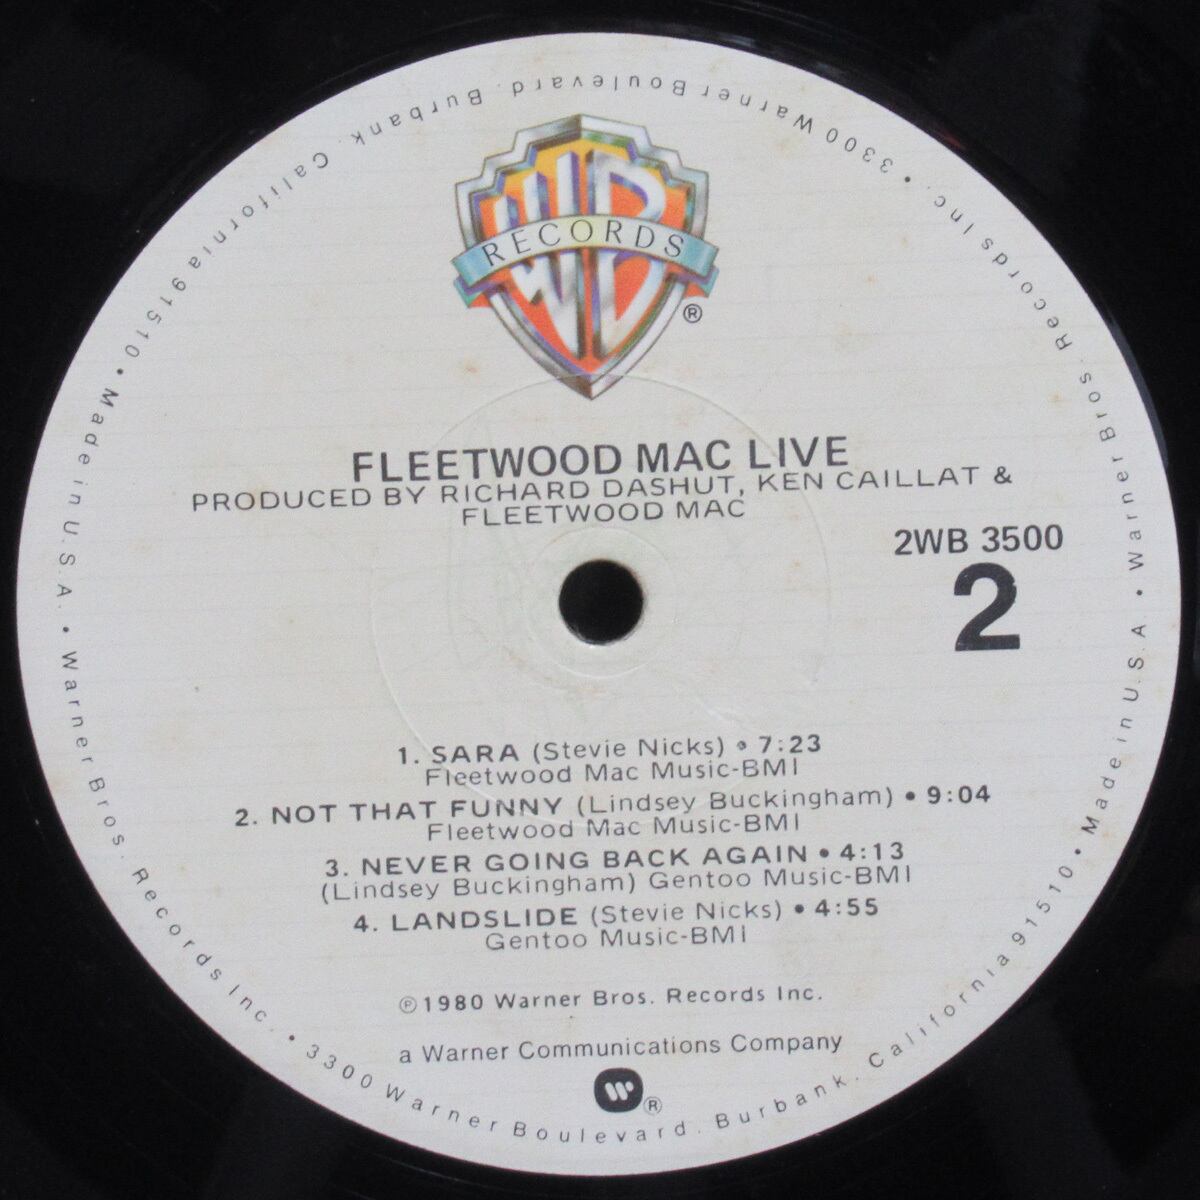 WB
RECORDS
®
FLEETWOOD MAC LIVE
PRODUCED BY RICHARD DASHUT, KEN CAILLAT &
FLEETWOOD MAC
2WB 3500
2
1. SARA (Stevie Nicks) • 7:23
Fleetwood Mac Music-BMI
2. NOT THAT FUNNY (Lindsey Buckingham) • 9:04
Fleetwood Mac Music-BMI
3. NEVER GOING BACK AGAIN • 4:13
(Lindsey Buckingham) Gentoo Music-BMI
4. LANDSLIDE (Stevie Nicks) • 4:55
Gentoo Music-BMI
℗1980 Warner Bros. Records Inc.
a Warner Communications Company
W®
Warner Bros. Records Inc. • 3300 Warner Boulevard. Burbank. California 91510 • Made in U.S.A. • Warner Bros. Records Inc. • 3300 Warner Boulevard. Burbank. California 91510 • Made in U.S.A •